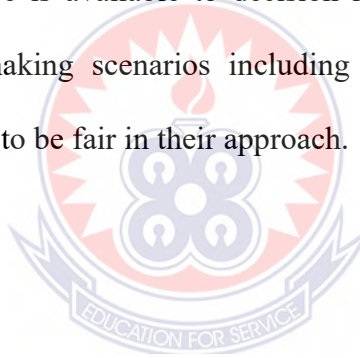 is available to decision
making scenarios including
to be fair in their approach.
EDUCATION FOR SERVICE